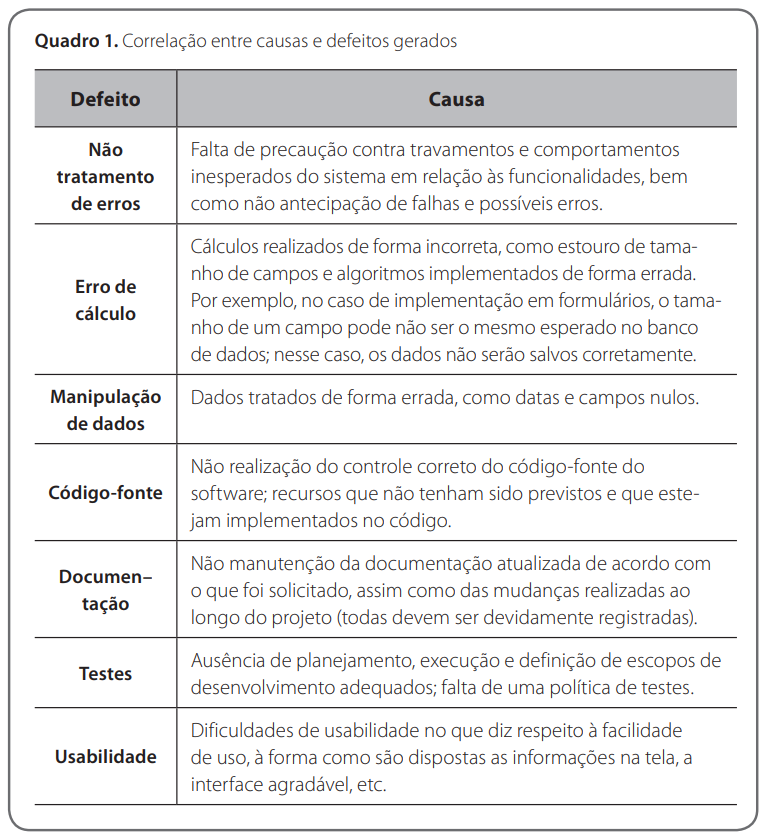 Quadro 1. Correlação entre causas e defeitos gerados
Defeito
Causa
Não
tratamento
de erros
Falta de precaução contra travamentos e comportamentos
inesperados do sistema em relação às funcionalidades, bem
como não antecipação de falhas e possíveis erros.
Erro de
cálculo
Cálculos realizados de forma incorreta, como estouro de tama-
nho de campos e algoritmos implementados de forma errada.
Por exemplo, no caso de implementação em formulários, o tama-
nho de um campo pode não ser o mesmo esperado no banco
de dados; nesse caso, os dados não serão salvos corretamente.
Manipulação
de dados
Dados tratados de forma errada, como datas e campos nulos.
Código-fonte
Não realização do controle correto do código-fonte do
software; recursos que não tenham sido previstos e que este-
jam implementados no código.
Documen–
tação
Não manutenção da documentação atualizada de acordo com
o que foi solicitado, assim como das mudanças realizadas ao
longo do projeto (todas devem ser devidamente registradas).
Testes
Ausência de planejamento, execução e definição de escopos de
desenvolvimento adequados; falta de uma política de testes.
Usabilidade
Dificuldades de usabilidade no que diz respeito à facilidade
de uso, à forma como são dispostas as informações na tela, a
interface agradável, etc.